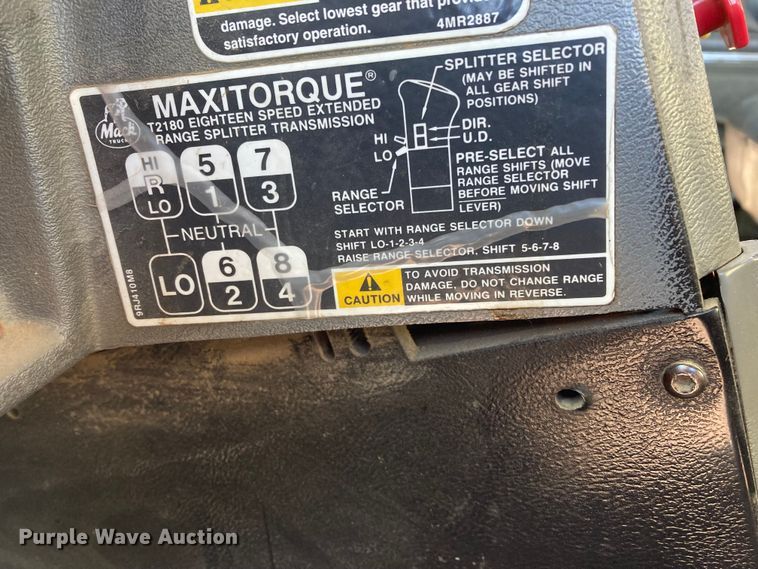 damage. Select lowest gear that
satisfactory operation. 4MR2887
Mack
TRUCKS
MAXITORQUE®
T2180 EIGHTEEN SPEED EXTENDED
RANGE SPLITTER TRANSMISSION
SPLITTER SELECTOR
(MAY BE SHIFTED IN
ALL GEAR SHIFT
POSITIONS)
HI
LO
DIR.
U.D.
RANGE
SELECTOR
PRE-SELECT ALL
RANGE SHIFTS (MOVE
RANGE SELECTOR
BEFORE MOVING SHIFT
LEVER)
HI 5 7
R
LO 1 3
NEUTRAL
LO 6 8
2 4
START WITH RANGE SELECTOR DOWN
SHIFT LO-1-2-3-4
RAISE RANGE SELECTOR, SHIFT 5-6-7-8
CAUTION
TO AVOID TRANSMISSION
DAMAGE, DO NOT CHANGE RANGE
WHILE MOVING IN REVERSE.
9RJ410M8
Purple Wave Auction